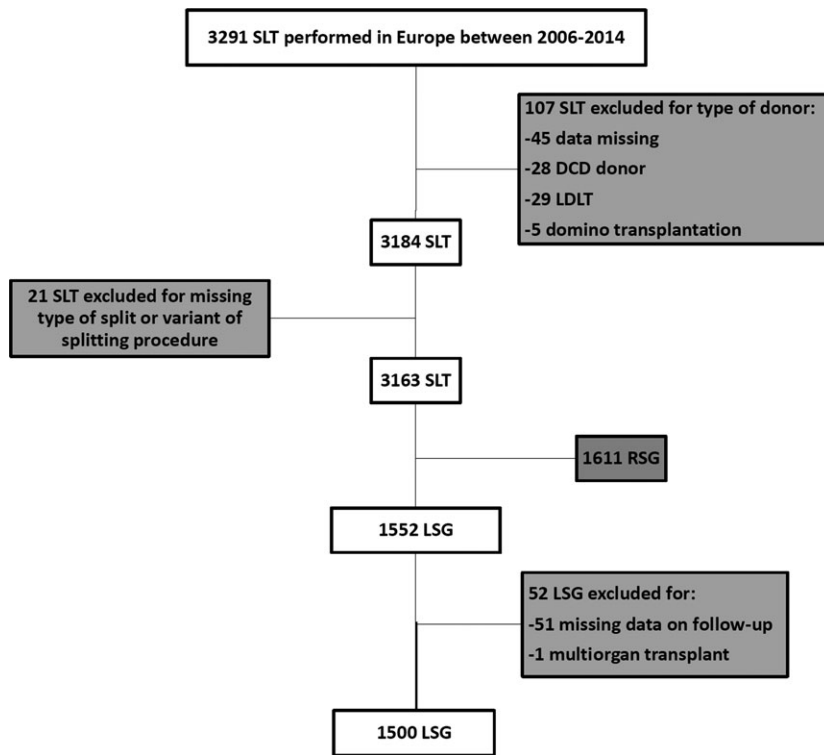 3291 SLT performed in Europe between 2006-2014
107 SLT excluded for type of donor:
-45 data missing
-28 DCD donor
-29 LDLT
-5 domino transplantation
3184 SLT
21 SLT excluded for missing
type of split or variant of
splitting procedure
3163 SLT
1611 RSG
1552 LSG
52 LSG excluded for:
-51 missing data on follow-up
-1 multiorgan transplant
1500 LSG